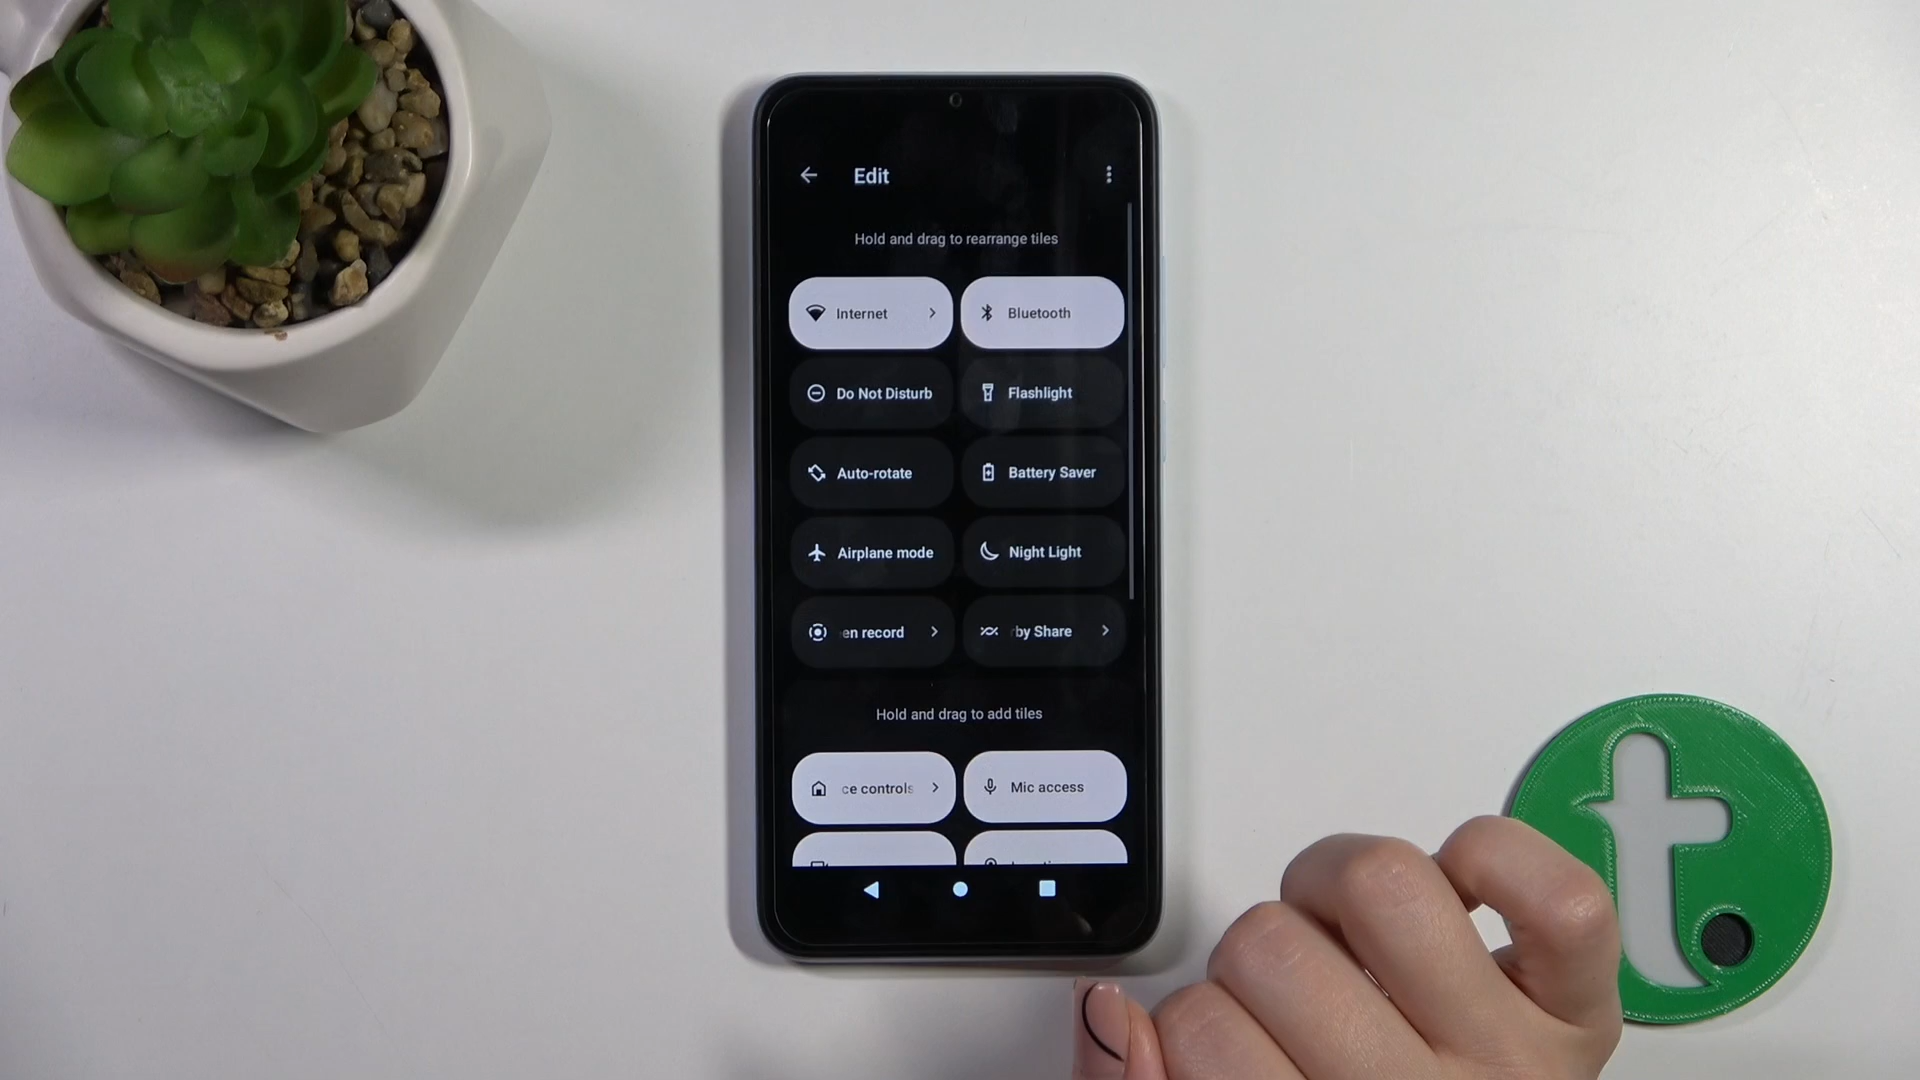 Edit
Hold and drag to rearrange tiles
Internet
Bluetooth
Do Not Disturb
Flashlight
Auto-rotate
Battery Saver
Airplane mode
Night Light
en record
by Share
Hold and drag to add tiles
ce controls
Mic access
t